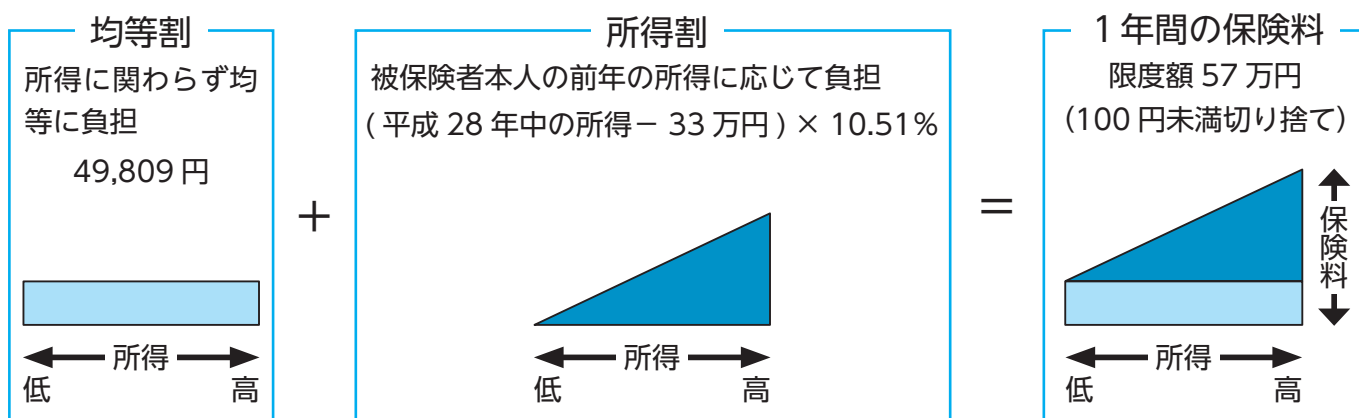 均等割
所得に関わらず均
等に負担
49,809 円
+
所得割
被保険者本人の前年の所得に応じて負担
( 平成 28 年中の所得− 33 万円 ) × 10.51%
=
1 年間の保険料
限度額 57 万円
(100 円未満切り捨て)
保険料
所得
低 高
所得
低 高
所得
低 高